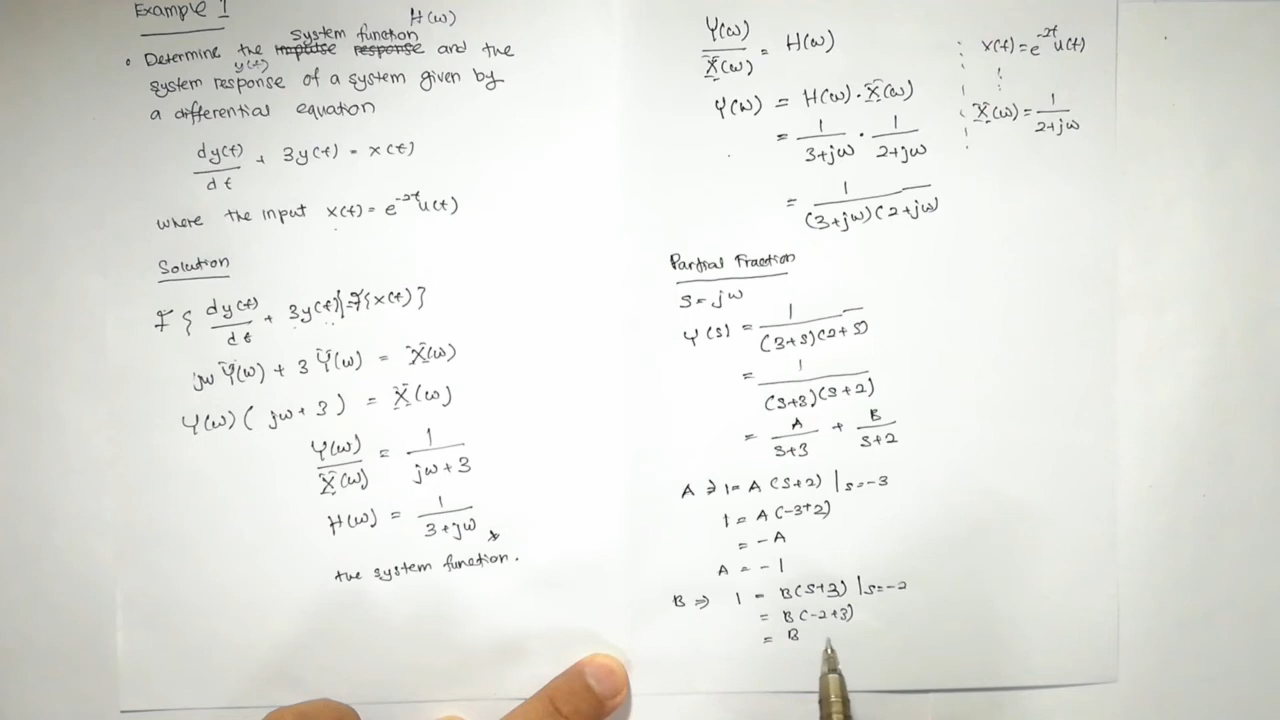 Example 1
system function H(ω)
• Determine the impulse response and the
system response y(t) of a system given by
a differential equation
dy(t)/dt + 3y(t) = x(t)
where the input x(t) = e^-2t u(t)
Solution
F{ dy(t)/dt + 3y(t)} = F{x(t)}
jω Y(ω) + 3 Y(ω) = X(ω)
Y(ω) ( jω + 3 ) = X(ω)
Y(ω)/X(ω) = 1/(jω + 3)
H(ω) = 1/(3 + jω)
the system function.
Y(ω)/X(ω) = H(ω)
Y(ω) = H(ω) · X(ω)
= 1/(3+jω) · 1/(2+jω)
= 1/((3+jω)(2+jω))
x(t) = e^-2t u(t)
X(ω) = 1/(2+jω)
Partial Fraction
s = jω
Y(s) = 1/((3+s)(2+s))
= 1/((s+3)(s+2))
= A/(s+3) + B/(s+2)
A ⇒ 1 = A (s+2) | s=-3
1 = A (-3+2)
= -A
A = -1
B ⇒ 1 = B(s+3) | s=-2
= B(-2+3)
= B